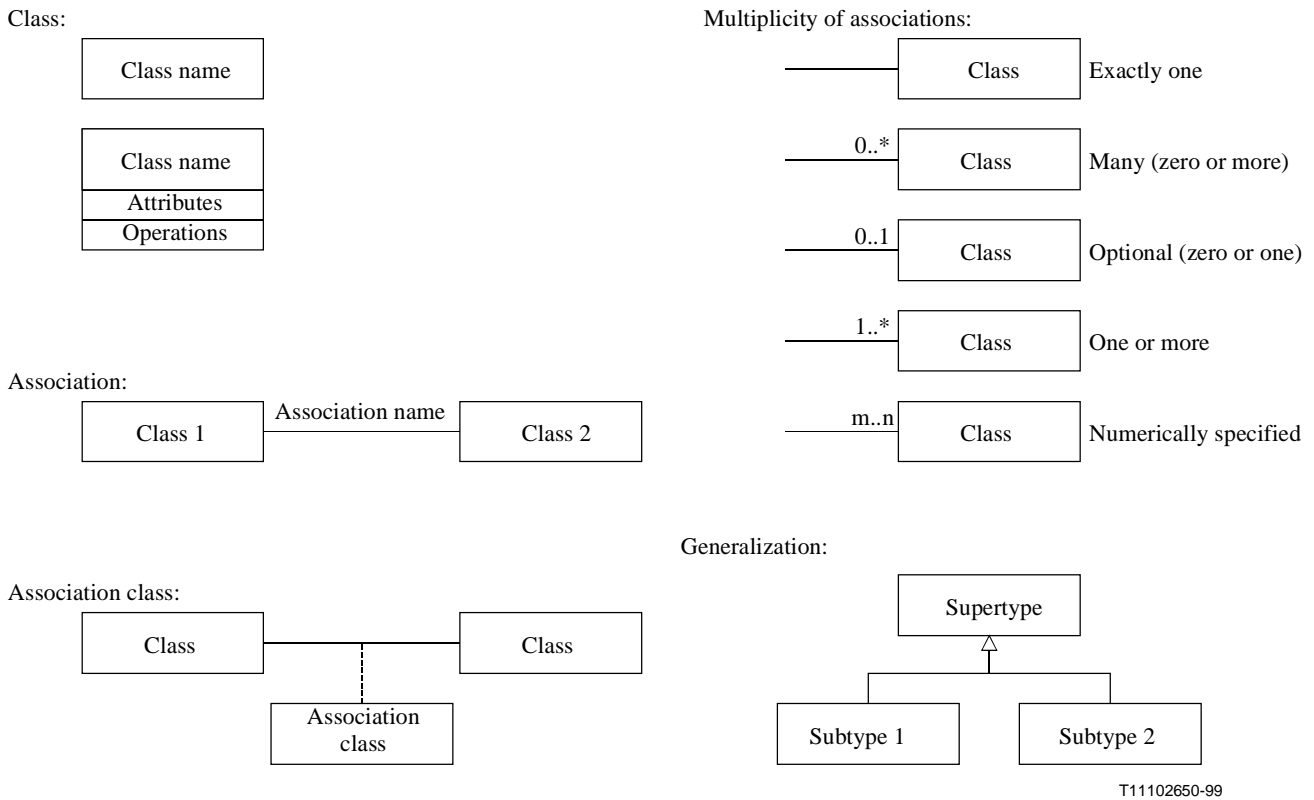 Class:
Class name
Class name
Attributes
Operations
Association:
Class 1
Association name
Class 2
Association class:
Class
Class
Association
class
Multiplicity of associations:
Class
Exactly one
0..*
Class
Many (zero or more)
0..1
Class
Optional (zero or one)
1..*
Class
One or more
m..n
Class
Numerically specified
Generalization:
Supertype
Subtype 1
Subtype 2
T11102650-99